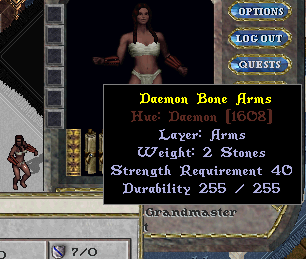 OPTIONS
LOG OUT
QUESTS
Daemon Bone Arms
Hue: Daemon [1608]
Layer: Arms
Weight: 2 Stones
Strength Requirement 40
Durability 255 / 255
Grandmaster
t
7/0